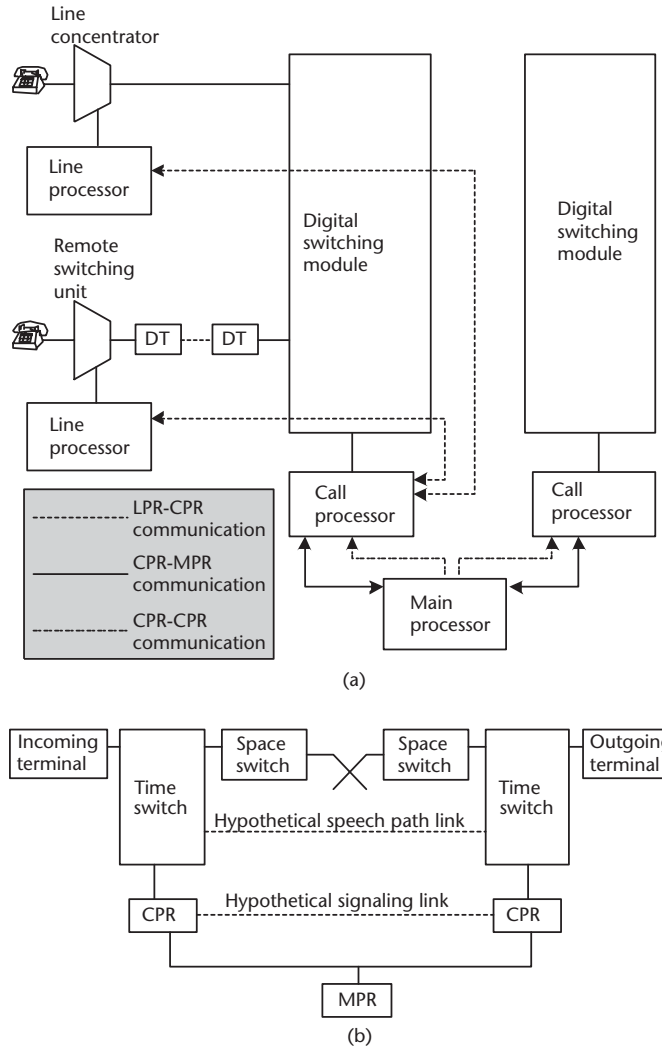 Line
concentrator
Line
processor
Digital
switching
module
Digital
switching
module
Remote
switching
unit
DT
DT
Line
processor
Call
processor
Call
processor
LPR-CPR
communication
CPR-MPR
communication
CPR-CPR
communication
Main
processor
(a)
Incoming
terminal
Space
switch
Space
switch
Outgoing
terminal
Time
switch
Time
switch
Hypothetical speech path link
Hypothetical signaling link
CPR
CPR
MPR
(b)